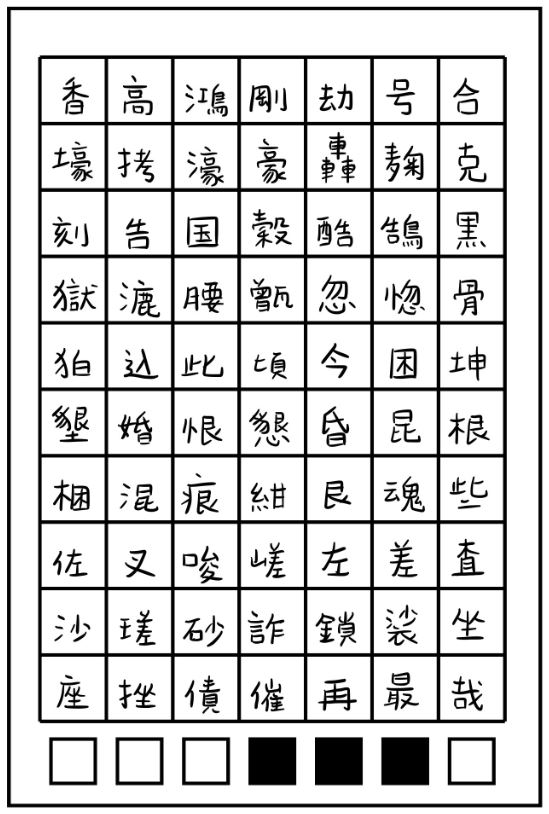 香高鴻剛劫号合
壕拷濠豪轟麹克
刻告国穀酷鵠黒
獄漉腰甑忽惚骨
狛込此頃今困坤
墾婚恨懇昏昆根
梱混痕紺艮魂些
佐叉唆嵯左差査
沙瑳砂詐鎖裟坐
座挫債催再最哉